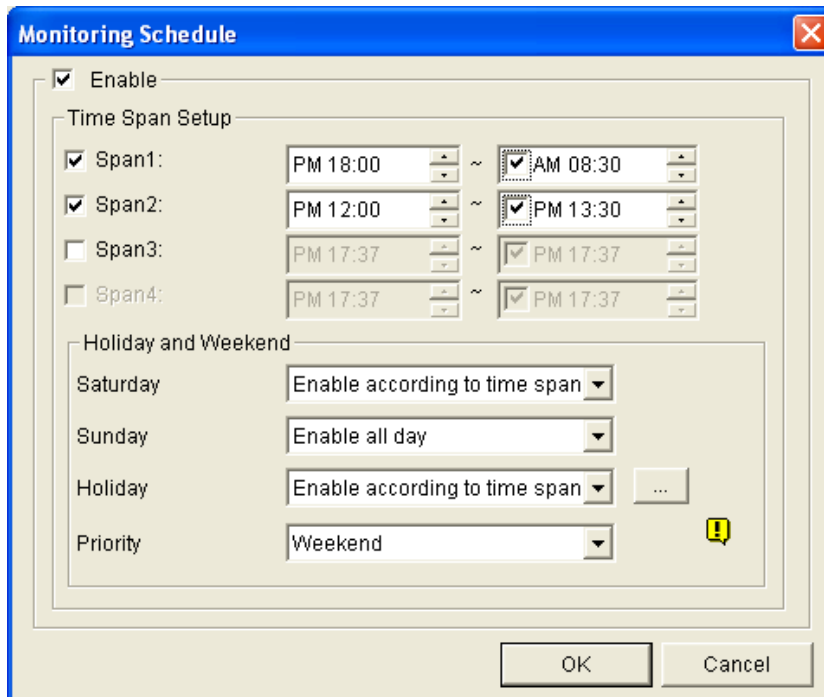 Monitoring Schedule
Enable
Time Span Setup
Span1: PM 18:00 ~ AM 08:30
Span2: PM 12:00 ~ PM 13:30
Span3: PM 17:37 ~ PM 17:37
Span4: PM 17:37 ~ PM 17:37
Holiday and Weekend
Saturday Enable according to time span
Sunday Enable all day
Holiday Enable according to time span ...
Priority Weekend
OK Cancel